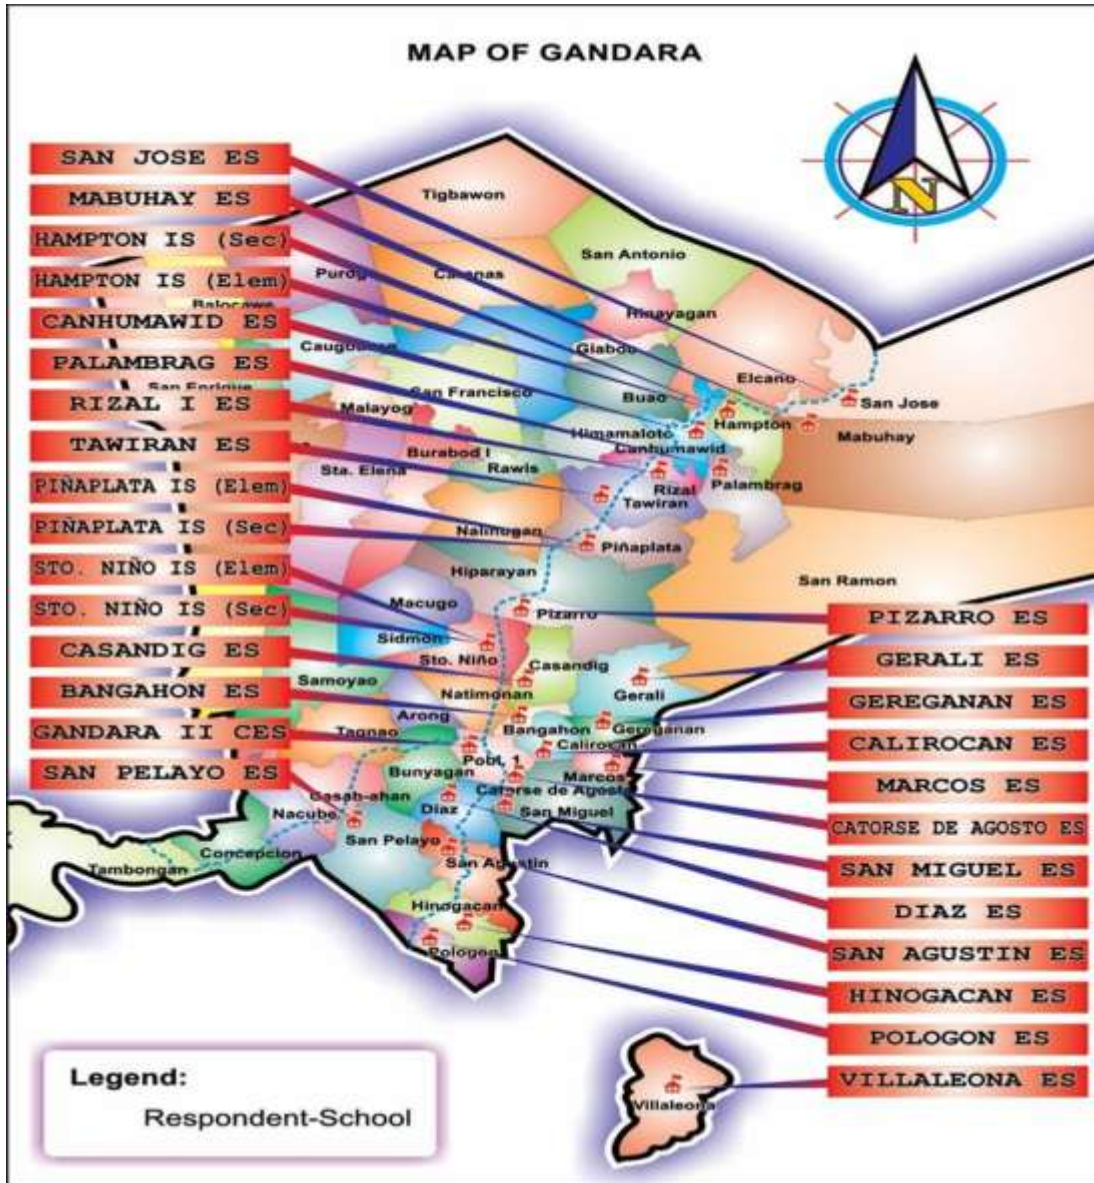 MAP OF GANDARA
N
SAN JOSE ES
MABUHAY ES
HAMPTON IS (Sec)
HAMPTON IS (Elem)
CANHUMAWID ES
PALAMBRAG ES
RIZAL I ES
TAWIRAN ES
PIÑAPLATA IS (Elem)
PIÑAPLATA IS (Sec)
STO. NIÑO IS (Elem)
STO. NIÑO IS (Sec)
CASANDIG ES
BANGAHON ES
GANDARA II CES
SAN PELAYO ES
Tigbawon
San Antonio
Hinayagan
Giaboc
Elcano
San Jose
San Enrique
Malayog
San Francisco
Buao
Hampton
Mabuhay
Himamaloto
Canhumawid
Burabod I
Sta. Elena
Rawis
Rizal
Palambrag
Tawiran
Nalihugan
Piñaplata
Hiparayan
San Ramon
Macugo
Pizarro
Sidmon
Sto. Niño
Casandig
Samoyao
Natimonan
Gerali
Arong
Bangahon
Gereganan
Tagnao
Calirocan
Pobl. 1
Bunyagan
Marcos
Catorse de Agosto
Casab-ahan
Diaz
San Miguel
Nacube
San Pelayo
Concepcion
San Agustin
Tambongan
Hinogacan
Pologon
Villaleona
PIZARRO ES
GERALI ES
GEREGANAN ES
CALIROCAN ES
MARCOS ES
CATORSE DE AGOSTO ES
SAN MIGUEL ES
DIAZ ES
SAN AGUSTIN ES
HINOGACAN ES
POLOGON ES
VILLALEONA ES
Legend:
Respondent-School